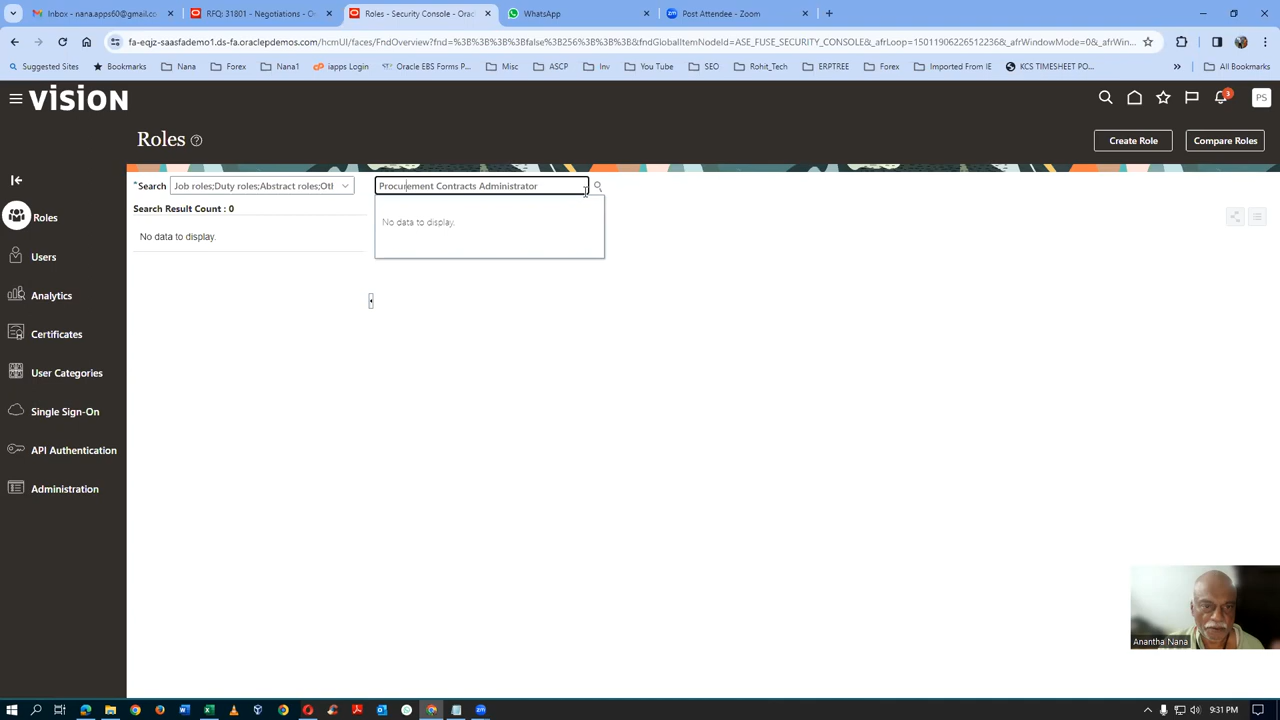 Inbox - nana.apps60@gmail.co
RFQ: 31801 - Negotiations - Or
Roles - Security Console - Orac
WhatsApp
Post Attendee - Zoom
fa-eqjz-saasfademo1.ds-fa.oraclepdemos.com/hcmUI/faces/FndOverview?fnd=%3B%3B%3B%3Bfalse%3B256%3B%3B%3B&fndGlobalItemNodeId=ASE_FUSE_SECURITY_CONSOLE&_afrLoop=15011906226512236&_afrWindowMode=0&_afrWin...
Suggested Sites
Bookmarks
Nana
Forex
Nana1
iapps Login
Oracle EBS Forms P...
Misc
ASCP
Inv
You Tube
SEO
Rohit_Tech
ERPTREE
Forex
Imported From IE
KCS TIMESHEET PO...
All Bookmarks
VISION
3
PS
Roles
Create Role
Compare Roles
*Search
Job roles;Duty roles;Abstract roles;Otl
Procurement Contracts Administrator
Search Result Count : 0
No data to display.
No data to display.
Roles
Users
Analytics
Certificates
User Categories
Single Sign-On
API Authentication
Administration
Anantha Nana
9:31 PM